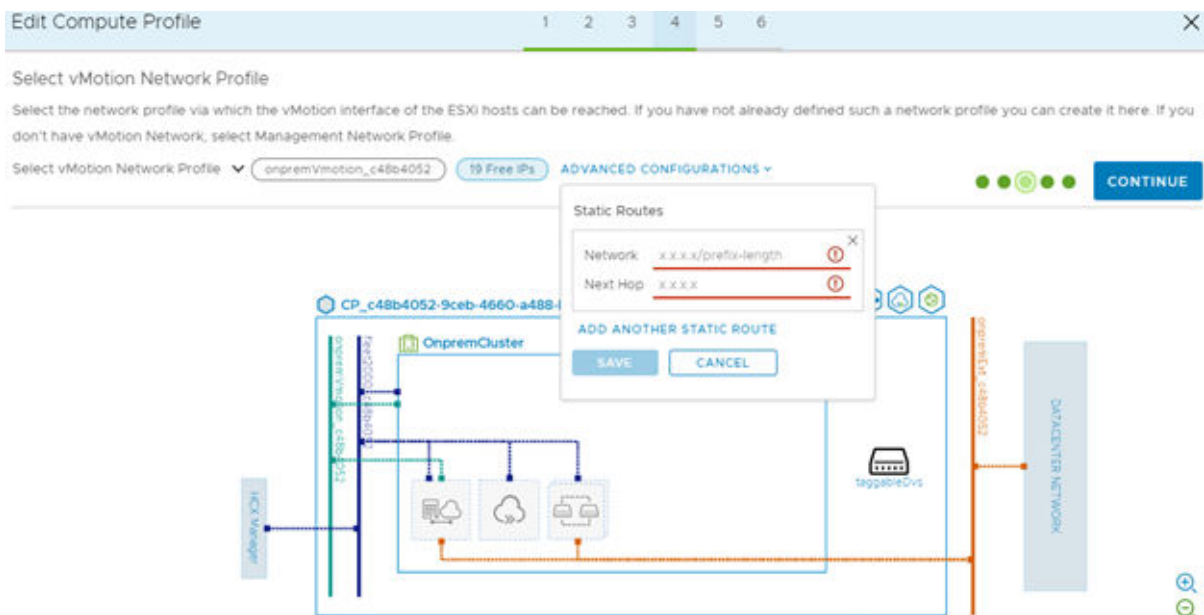 Edit Compute Profile
1 2 3 4 5 6
Select vMotion Network Profile
Select the network profile via which the vMotion interface of the ESXi hosts can be reached. If you have not already defined such a network profile you can create it here. If you
don't have vMotion Network, select Management Network Profile.
Select vMotion Network Profile onpremVmotion_c48b4052 19 Free IPs ADVANCED CONFIGURATIONS
CONTINUE
Static Routes
Network x.x.x.x/prefix-length
Next Hop x.x.x.x
ADD ANOTHER STATIC ROUTE
SAVE CANCEL
CP_c48b4052-9ceb-4660-a488-
OnpremCluster
onpremVmotion_c48b4052
onpremExt_c48b4052
DATACENTER NETWORK
taggableDvs
HCX Manager